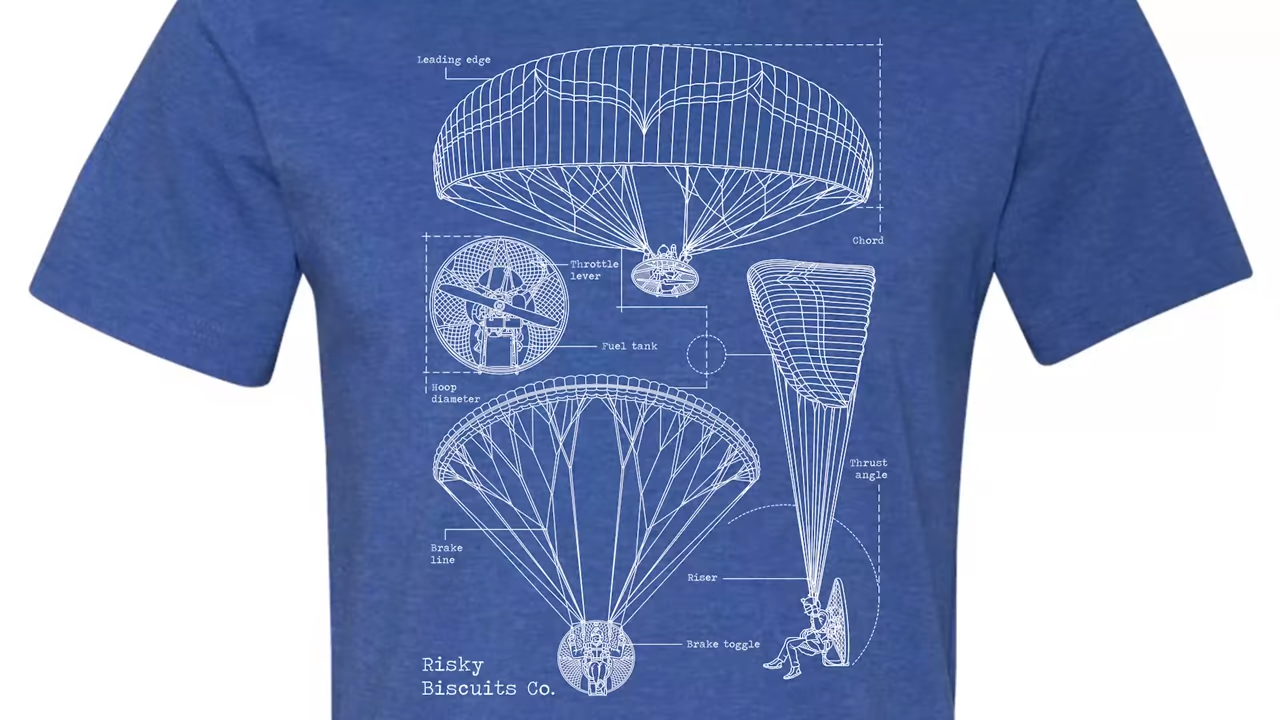 Leading edge
Chord
Throttle
lever
Fuel tank
Hoop
diameter
Thrust
angle
Brake
line
Riser
Brake toggle
Risky
Biscuits Co.